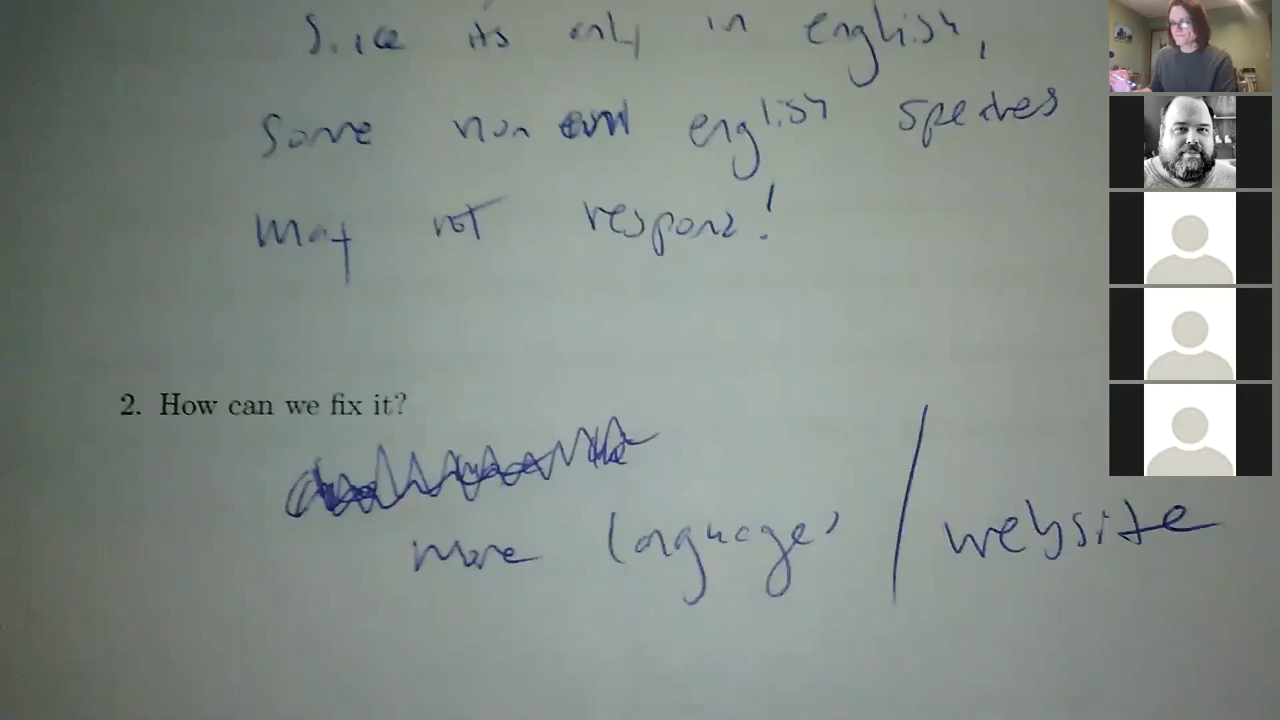 Since its only in english,
some non english speakers
may not respond!
2. How can we fix it?
more languages / website